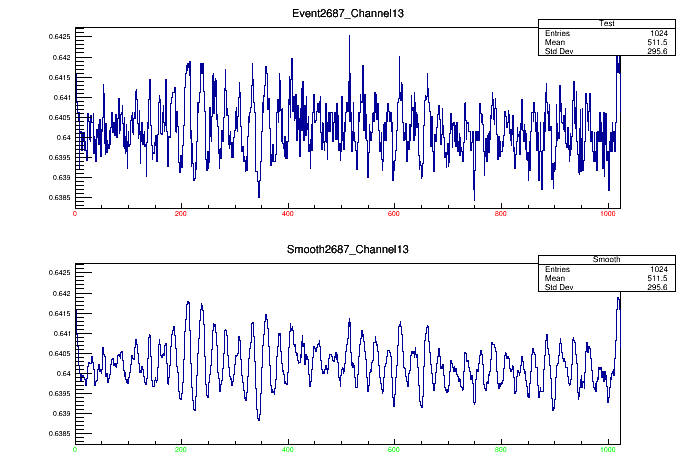 Event2687_Channel13
Test
Entries 1024
Mean 511.5
Std Dev 295.6
0.6425
0.642
0.6415
0.641
0.6405
0.64
0.6395
0.639
0.6385
0 200 400 600 800 1000
Smooth2687_Channel13
Smooth
Entries 1024
Mean 511.5
Std Dev 295.6
0.6425
0.642
0.6415
0.641
0.6405
0.64
0.6395
0.639
0.6385
0 200 400 600 800 1000